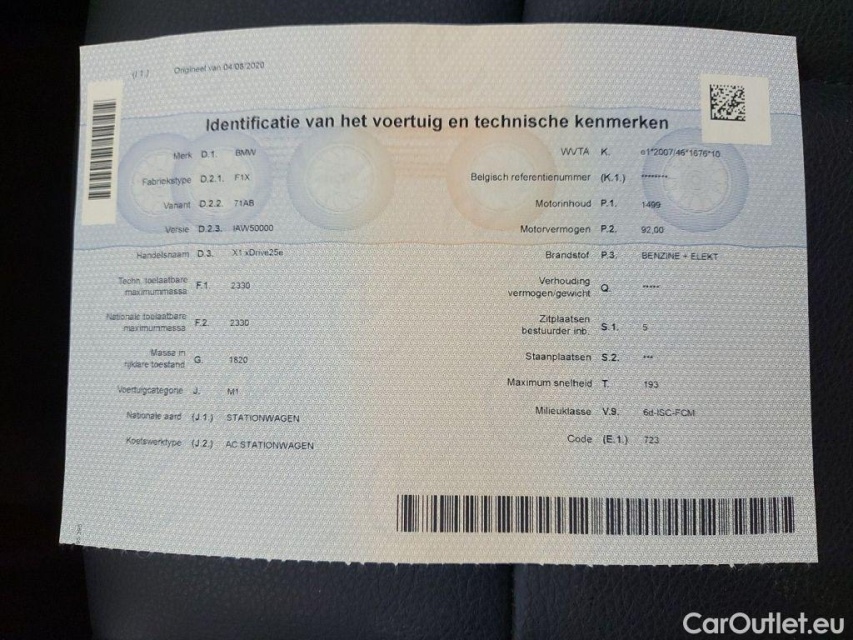 (I.1.) Origineel van 04/08/2020
Identificatie van het voertuig en technische kenmerken
Merk D.1. BMW
Fabriekstype D.2.1. F1X
Variant D.2.2. 71AB
Versie D.2.3. IAW50000
Handelsnaam D.3. X1 xDrive25e
Techn. toelaatbare
maximummassa F.1. 2330
Nationale toelaatbare
maximummassa F.2. 2330
Massa in
rijklare toestand G. 1820
Voertuigcategorie J. M1
Nationale aard (J.1.) STATIONWAGEN
Koetswerktype (J.2.) AC STATIONWAGEN
WVTA K. e1*2007/46*1676*10
Belgisch referentienummer (K.1.) ********
Motorinhoud P.1. 1499
Motorvermogen P.2. 92,00
Brandstof P.3. BENZINE + ELEKT
Verhouding
vermogen/gewicht Q. *****
Zitplaatsen
bestuurder inb. S.1. 5
Staanplaatsen S.2. ***
Maximum snelheid T. 193
Milieuklasse V.9. 6d-ISC-FCM
Code (E.1.) 723
CarOutlet.eu